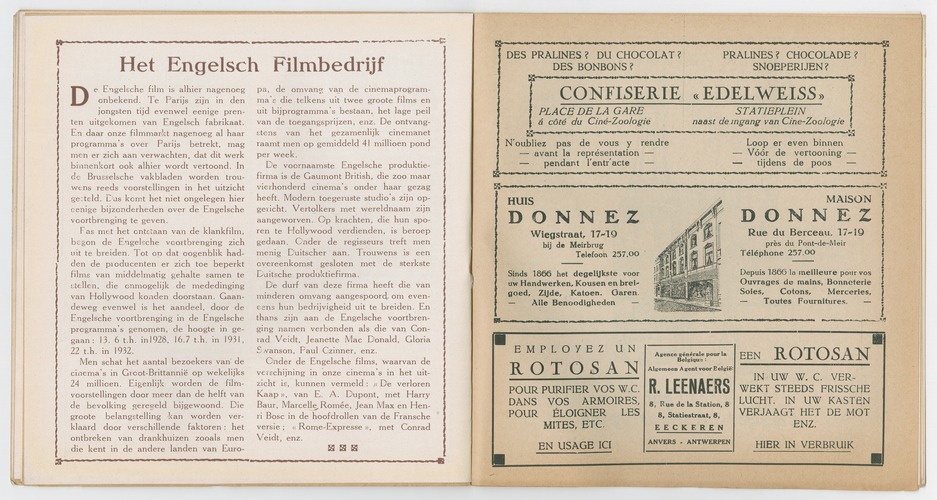 Het Engelsch Filmbedrijf
De Engelsche film is alhier nagenoeg
onbekend. Te Parijs zijn in den
jongsten tijd evenwel eenige pren-
ten uitgekomen van Engelsch fabrikaat.
En daar onze filmmarkt nagenoeg al haar
programma's over Parijs betrekt, mag
men er zich aan verwachten, dat dit werk
binnenkort ook alhier wordt vertoond. In
de Brusselsche vakbladen worden trou-
wens reeds voorstellingen in het uitzicht
gesteld. Dus komt het niet ongelegen hier
eenige bijzonderheden over de Engelsche
voortbrenging te geven.
Pas met het ontstaan van de klankfilm,
begon de Engelsche voortbrenging zich
uit te breiden. Tot op dat oogenblik had-
den de producenten er zich toe beperkt
films van middelmatig gehalte samen te
stellen, die onmogelijk de mededinging
van Hollywood konden doorstaan. Gaan-
deweg evenwel is het aandeel, door de
Engelsche voortbrenging in de Engelsche
programma's genomen, de hoogte in ge-
gaan : 13. 6 t.h. in 1928, 16.7 t.h. in 1931,
22 t.h. in 1932.
Men schat het aantal bezoekers van de
cinema's in Groot-Brittannië op wekelijks
24 millioen. Eigenlijk worden de film-
voorstellingen door meer dan de helft van
de bevolking geregeld bijgewoond. Die
groote belangstelling kan worden ver-
klaard door verschillende faktoren : het
ontbreken van drankhuizen zooals men
die kent in de andere landen van Euro-
pa, de omvang van de cinemaprogram-
ma's die telkens uit twee groote films en
uit bijprogramma's bestaan, het lage peil
van de toegangsprijzen, enz. De ontvang-
stens van het gezamenlijk cinemanet
raamt men op gemiddeld 41 millioen pond
per week.
De voornaamste Engelsche produktie-
firma is de Gaumont British, die zoo maar
vierhonderd cinema's onder haar gezag
heeft. Modern toegeruste studio's zijn op-
gericht. Vertolkers met wereldnaam zijn
aangeworven. Op krachten, die hun spo-
ren te Hollywood verdienden, is beroep
gedaan. Onder de regisseurs treft men
menig Duitscher aan. Trouwens is een
overeenkomst gesloten met de sterkste
Duitsche produktiefirma.
De durf van deze firma heeft die van
minderen omvang aangespoord om even-
eens hun bedrijvigheid uit te breiden. En
thans zijn aan de Engelsche voortbren-
ging namen verbonden als die van Con-
rad Veidt, Jeanette Mac Donald, Gloria
Swanson, Paul Czinner, enz.
Onder de Engelsche films, waarvan de
verschijning in onze cinema's in het uit-
zicht is, kunnen vermeld : « De verloren
Kaap », van E. A. Dupont, met Harry
Baur, Marcelle Romée, Jean Max en Hen-
ri Bosc in de hoofdrollen van de Fransche
versie ; « Rome-Expresse », met Conrad
Veidt, enz.
DES PRALINES ? DU CHOCOLAT ?
DES BONBONS ?
PRALINES ? CHOCOLADE ?
SNOEPERIJEN ?
CONFISERIE « EDELWEISS »
PLACE DE LA GARE
à côté du Ciné-Zoologie
STATIEPLEIN
naast de ingang van Cine-Zoologie
N'oubliez pas de vous y rendre
— avant la représentation —
— pendant l'entr'acte —
Loop er even binnen
— Vóór de vertooning —
— tijdens de poos —
HUIS
DONNEZ
Wiegstraat, 17-19
bij de Meirbrug
Telefoon 257,00
Sinds 1866 het degelijkste voor
uw Handwerken, Kousen en brei-
goed, Zijde, Katoen, Garen.
— Alle Benoodigheden —
MAISON
DONNEZ
Rue du Berceau, 17-19
près du Pont-de-Meir
Téléphone 257,00
Depuis 1866 la meilleure pour vos
Ouvrages de mains, Bonneterie
Soies, Cotons, Merceries,
— Toutes Fournitures. —
EMPLOYEZ UN
ROTOSAN
POUR PURIFIER VOS W.C.
DANS VOS ARMOIRES,
POUR ÉLOIGNER LES
MITES, ETC.
EN USAGE ICI
Agence générale pour la
Belgique :
Algemeene Agent voor België
R. LEENAERS
8, Rue de la Station, 8
8, Statiestraat, 8,
EECKEREN
ANVERS - ANTWERPEN
EEN ROTOSAN
IN UW W. C. VER-
WEKT STEEDS FRISSCHE
LUCHT. IN UW KASTEN
VERJAAGT HET DE MOT
ENZ.
HIER IN VERBRUIK